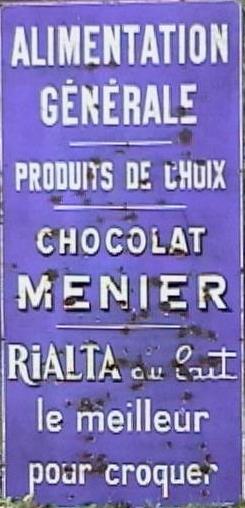 ALIMENTATION
GÉNÉRALE
PRODUITS DE CHOIX
CHOCOLAT
MENIER
RiALTA au lait
le meilleur
pour croquer